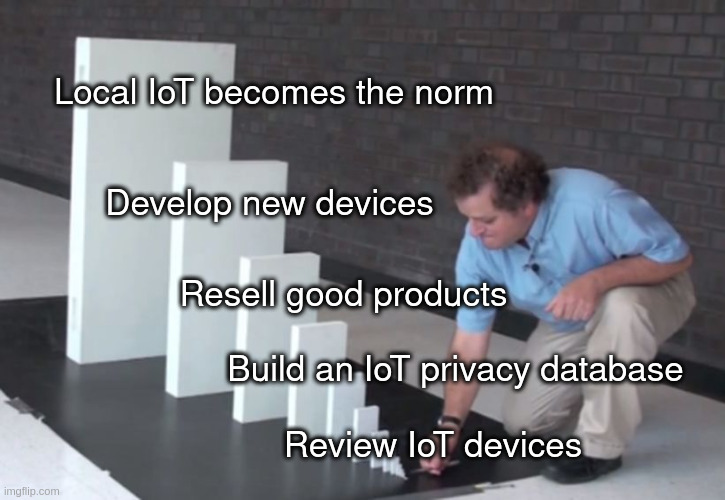 Local IoT becomes the norm
Develop new devices
Resell good products
Build an IoT privacy database
Review IoT devices
imgflip.com